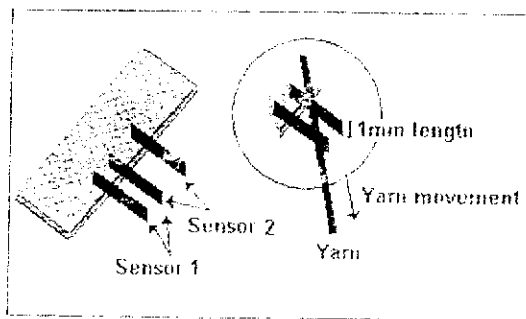 1mm length
Yarn movement
Sensor 2
Yarn
Sensor 1